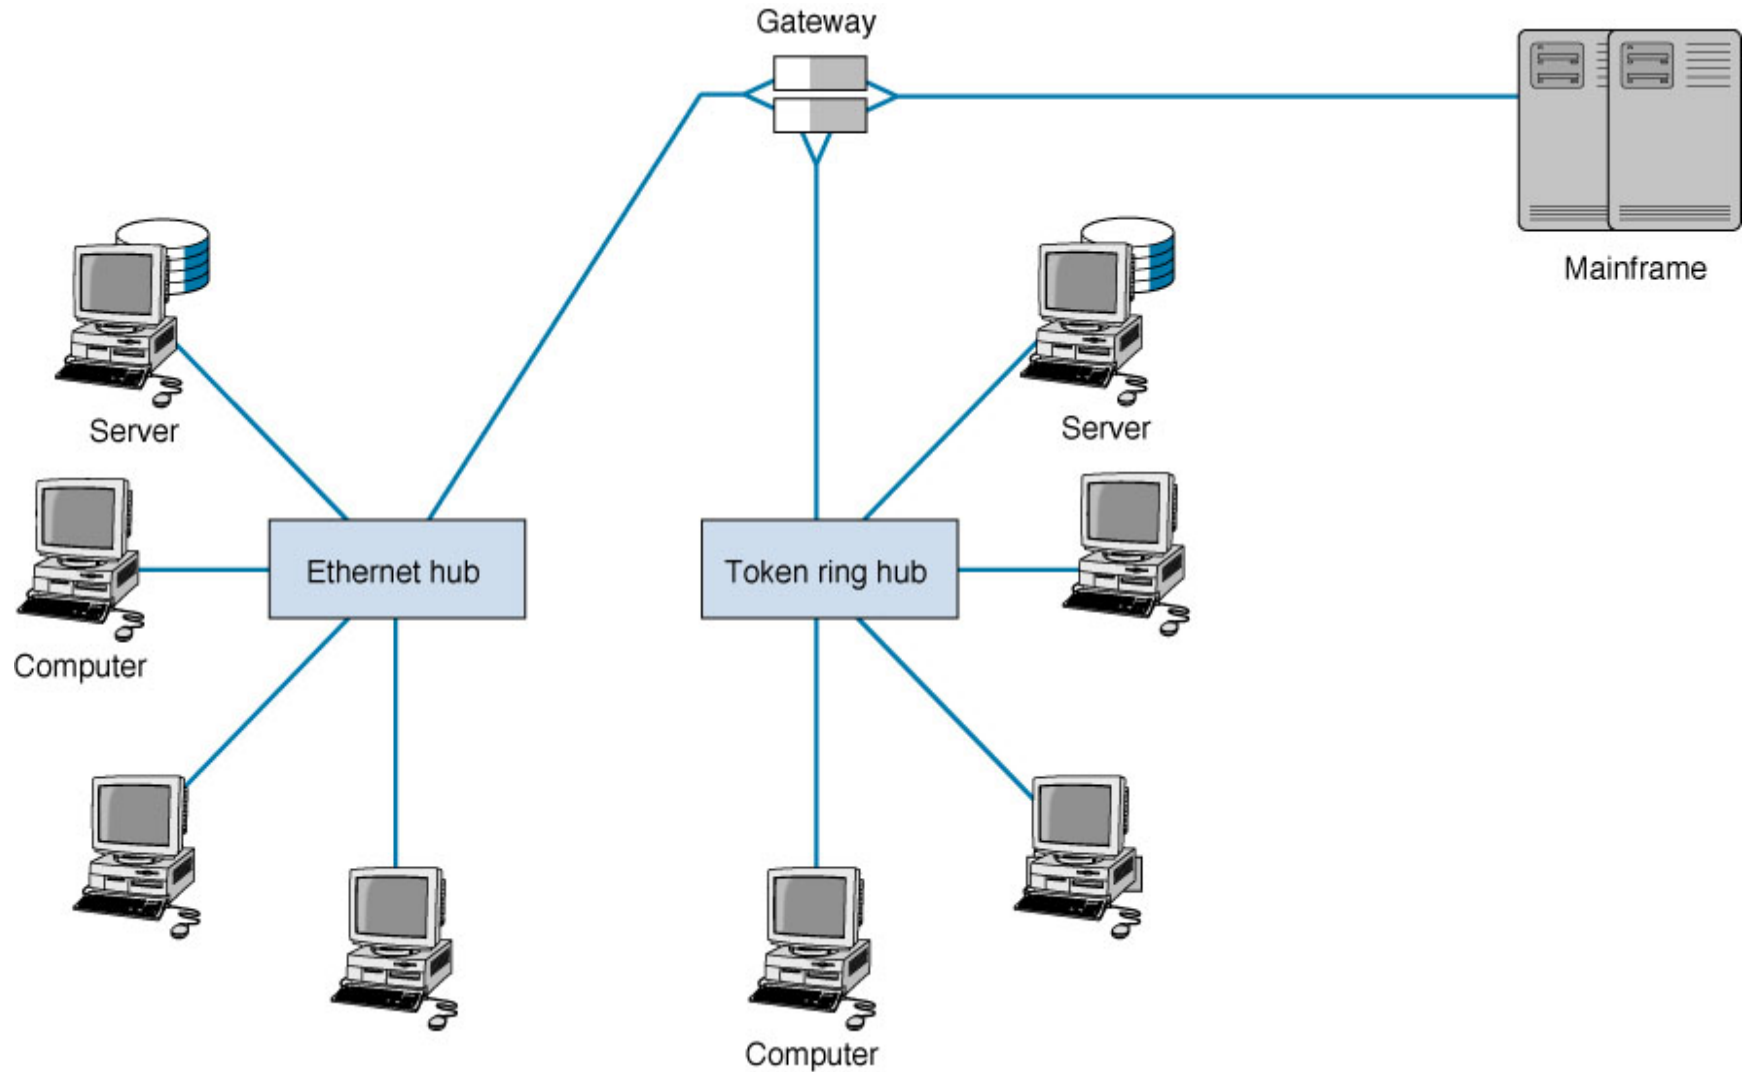 Gateway
Mainframe
Server
Server
Ethernet hub
Token ring hub
Computer
Computer